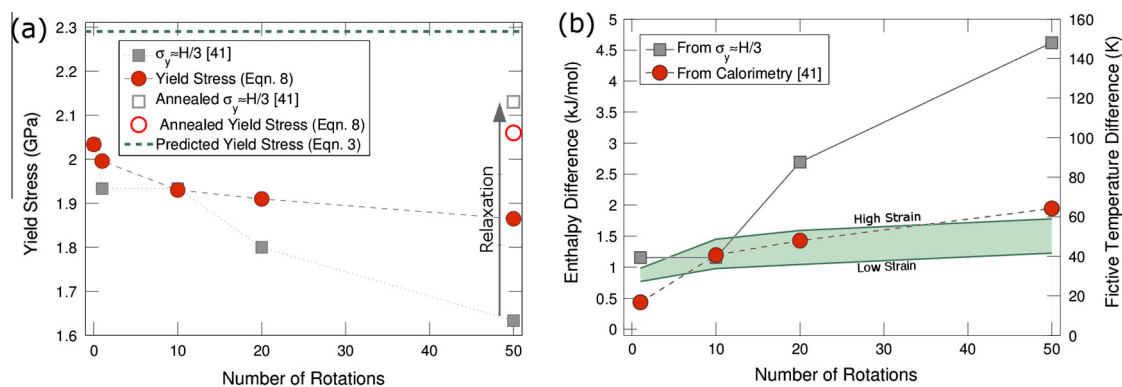 (a)
2.3
2.2
2.1
2
1.9
1.8
1.7
1.6
Yield Stress (GPa)
σy≈H/3 [41]
Yield Stress (Eqn. 8)
Annealed σy≈H/3 [41]
Annealed Yield Stress (Eqn. 8)
Predicted Yield Stress (Eqn. 3)
Relaxation
0 10 20 30 40 50
Number of Rotations
(b)
5
4.5
4
3.5
3
2.5
2
1.5
1
0.5
0
Enthalpy Difference (kJ/mol)
From σy≈H/3
From Calorimetry [41]
High Strain
Low Strain
160
140
120
100
80
60
40
20
0
Fictive Temperature Difference (K)
0 10 20 30 40 50
Number of Rotations